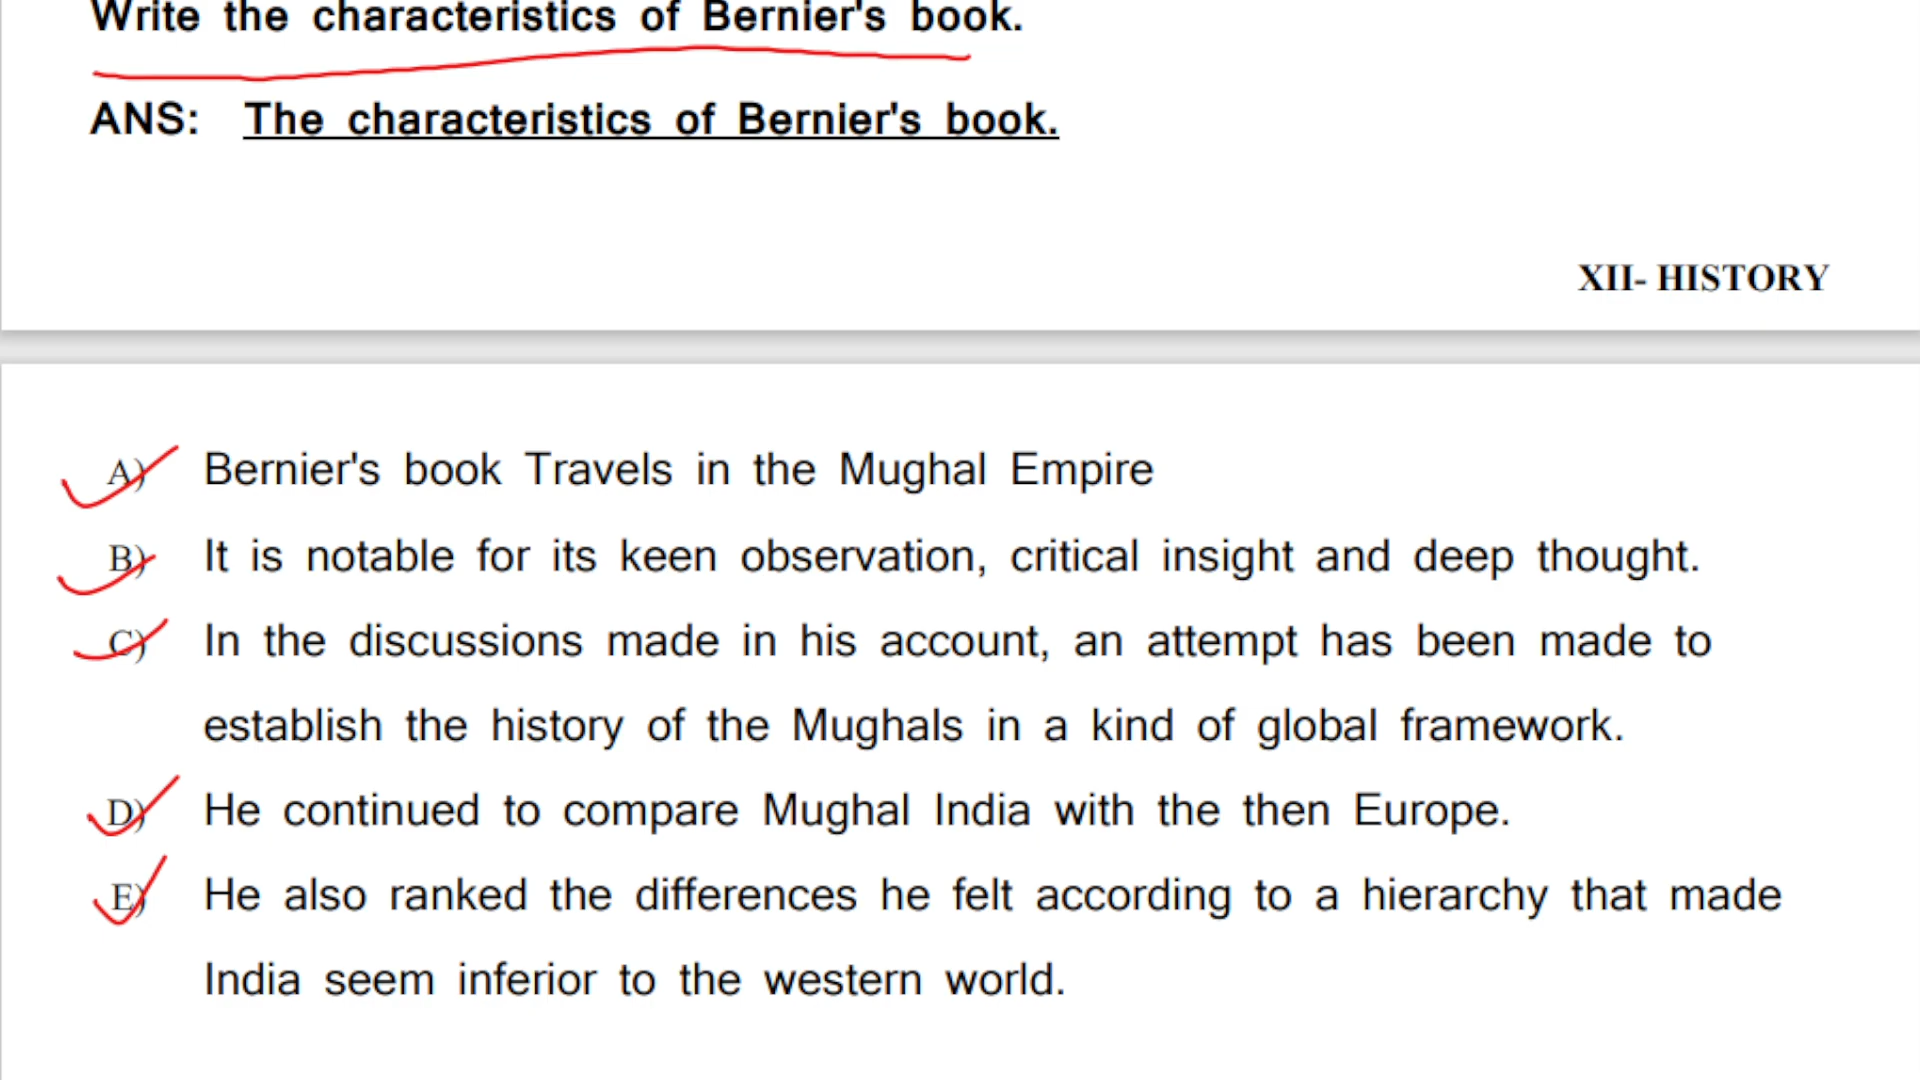 Write the characteristics of Bernier's book.
ANS: The characteristics of Bernier's book.
XII- HISTORY
A) Bernier's book Travels in the Mughal Empire
B) It is notable for its keen observation, critical insight and deep thought.
C) In the discussions made in his account, an attempt has been made to
establish the history of the Mughals in a kind of global framework.
D) He continued to compare Mughal India with the then Europe.
E) He also ranked the differences he felt according to a hierarchy that made
India seem inferior to the western world.